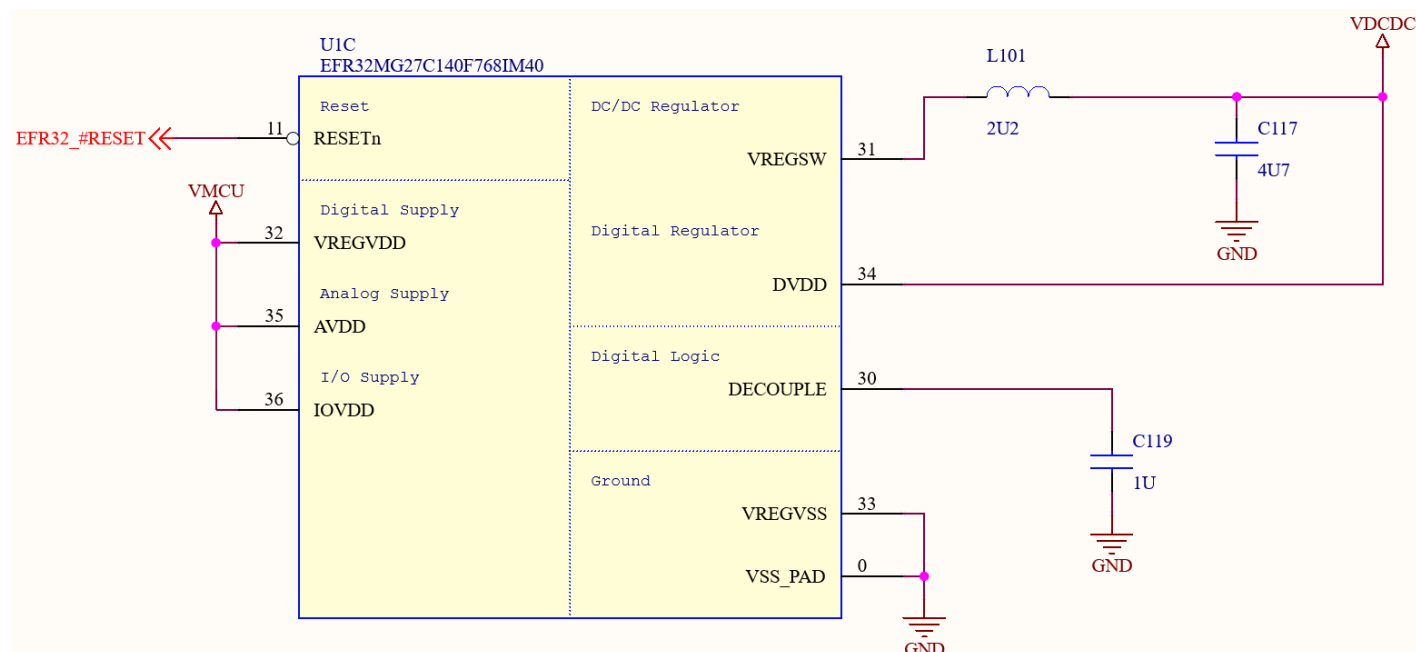 U1C
EFR32MG27C140F768IM40
VDCDC
L101
2U2
Reset
DC/DC Regulator
EFR32_#RESET
11
RESETn
C117
4U7
VREGSW
31
VMCU
Digital Supply
32
VREGVDD
Digital Regulator
GND
Analog Supply
35
AVDD
DVDD
34
I/O Supply
36
IOVDD
Digital Logic
DECOUPLE
30
C119
1U
Ground
VREGVSS
33
GND
VSS_PAD
0
GND